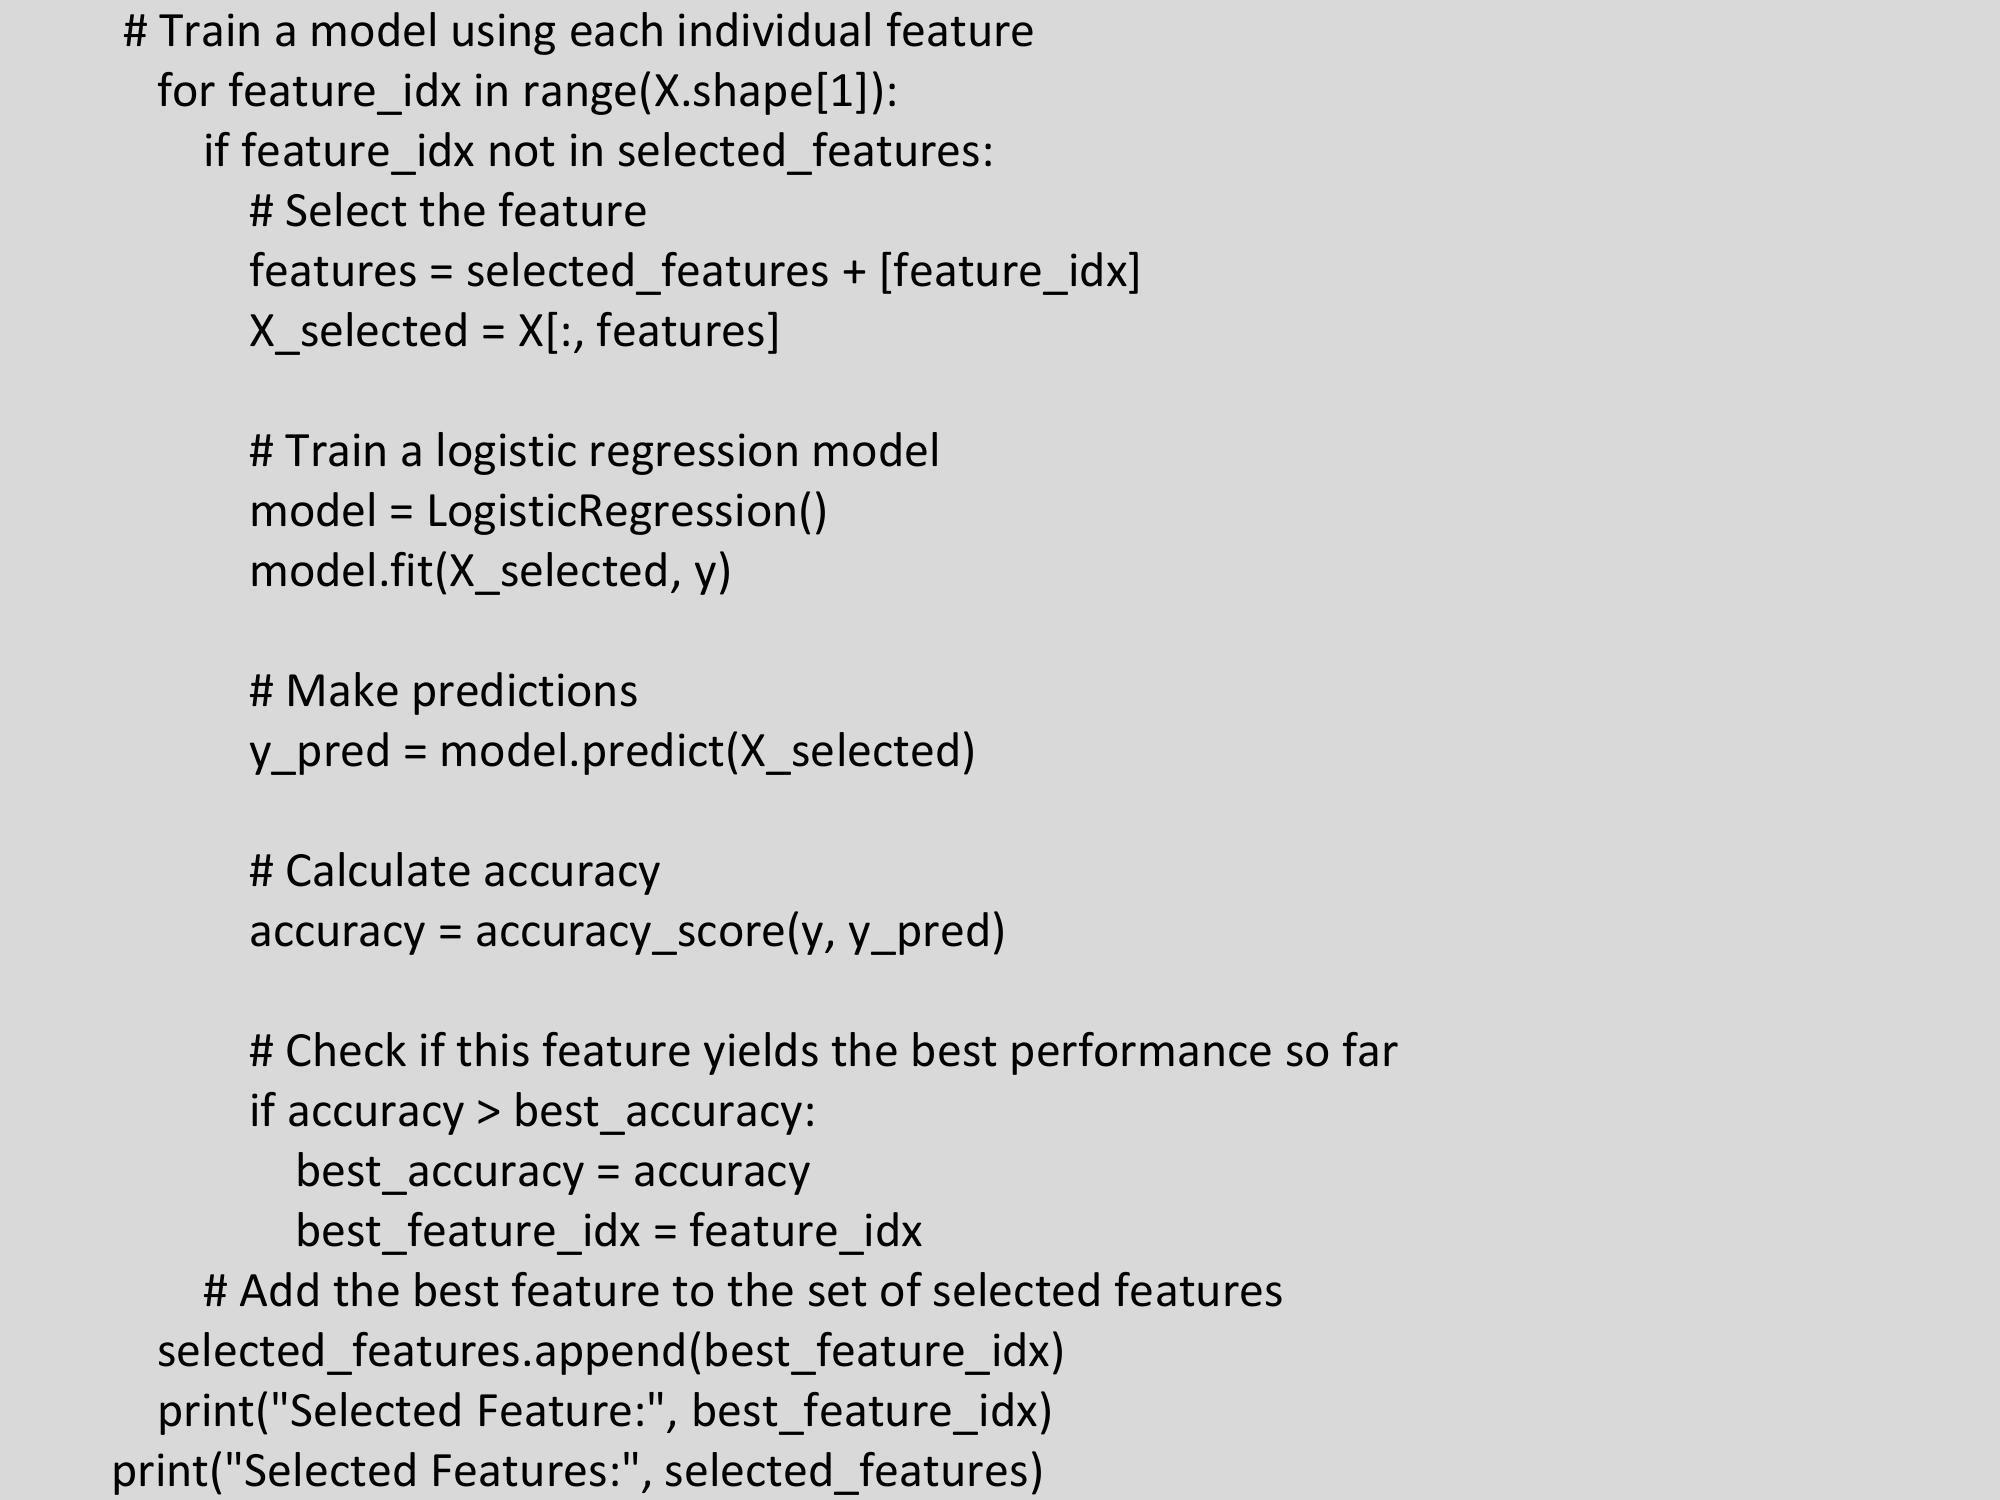 # Train a model using each individual feature
for feature_idx in range(X.shape[1]):
if feature_idx not in selected_features:
# Select the feature
features = selected_features + [feature_idx]
X_selected = X[:, features]
# Train a logistic regression model
model = LogisticRegression()
model.fit(X_selected, y)
# Make predictions
y_pred = model.predict(X_selected)
# Calculate accuracy
accuracy = accuracy_score(y, y_pred)
# Check if this feature yields the best performance so far
if accuracy > best_accuracy:
best_accuracy = accuracy
best_feature_idx = feature_idx
# Add the best feature to the set of selected features
selected_features.append(best_feature_idx)
print("Selected Feature:", best_feature_idx)
print("Selected Features:", selected_features)